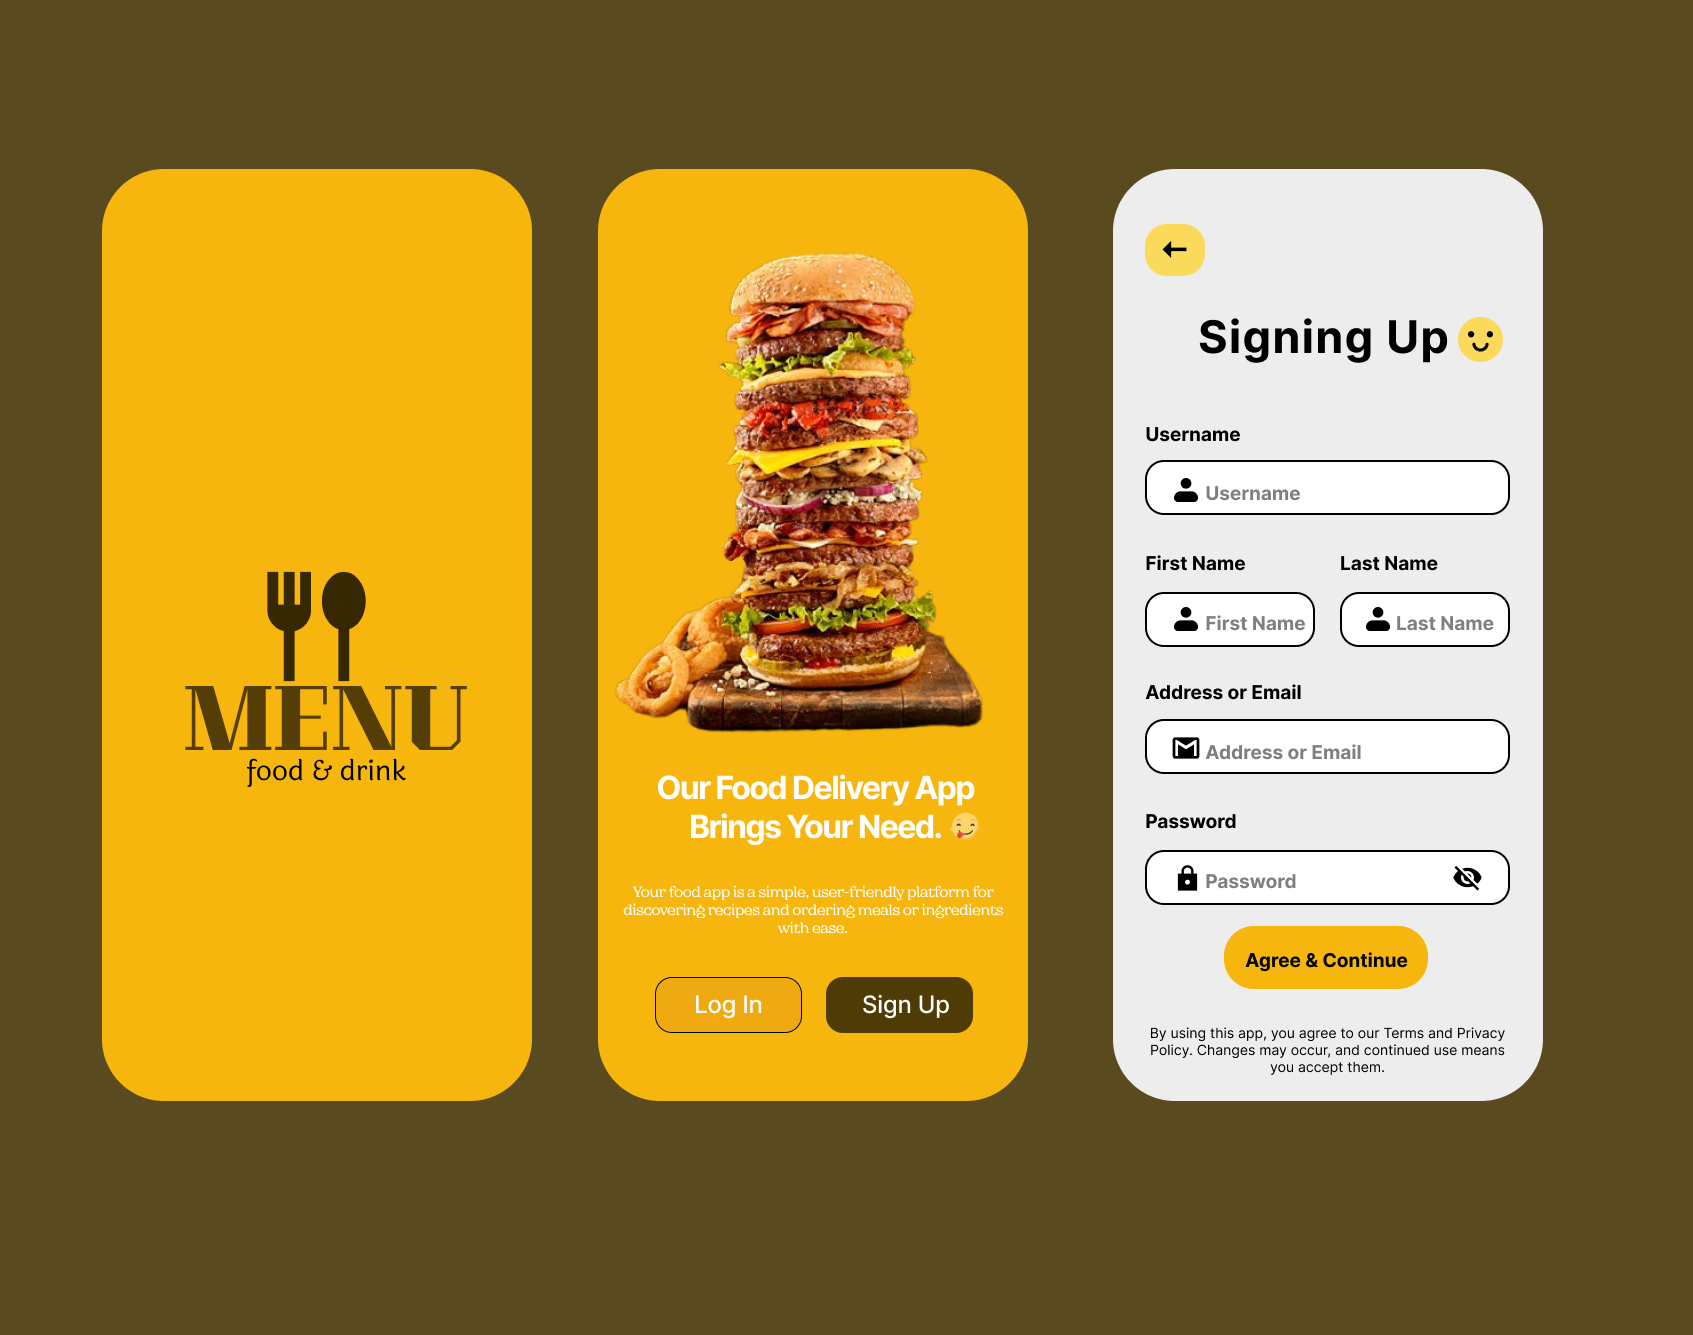 MENU
food & drink
Our Food Delivery App
Brings Your Need.
Your food app is a simple, user-friendly platform for
discovering recipes and ordering meals or ingredients
with ease.
Log In
Sign Up
Signing Up
Username
Username
First Name
Last Name
First Name
Last Name
Address or Email
Address or Email
Password
Password
Agree & Continue
By using this app, you agree to our Terms and Privacy
Policy. Changes may occur, and continued use means
you accept them.